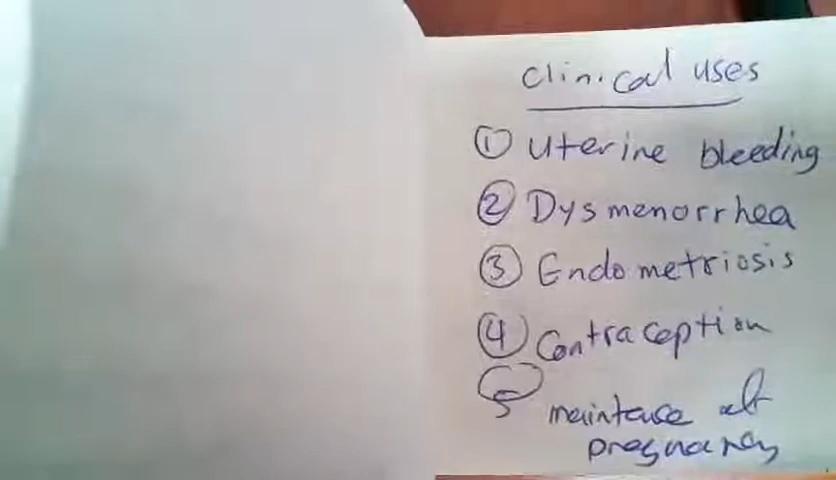 clinical uses
① Uterine bleeding
② Dysmenorrhea
③ Endometriosis
④ Contraception
5 of
pregnancy